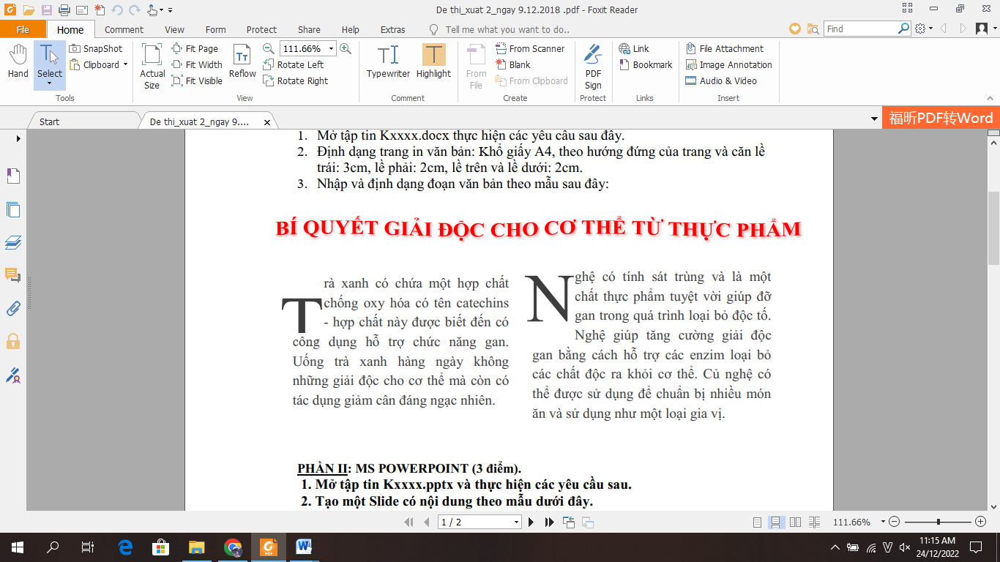 De thi_xuat 2_ngay 9.12.2018 .pdf - Foxit Reader
File Home Comment View Form Protect Share Help Extras Tell me what you want to do.. Find
Hand
Select
SnapShot
Clipboard
Tools
Actual Size
Fit Page
Fit Width
Fit Visible
Reflow
111.66%
Rotate Left
Rotate Right
View
Typewriter
Highlight
Comment
From File
From Scanner
Blank
From Clipboard
Create
PDF Sign
Protect
Link
Bookmark
Links
File Attachment
Image Annotation
Audio & Video
Insert
Start
De thi_xuat 2_ngay 9....
福昕PDF转Word
1. Mở tập tin Kxxxx.docx thực hiện các yêu cầu sau đây.
2. Định dạng trang in văn bản: Khổ giấy A4, theo hướng đứng của trang và căn lề
trái: 3cm, lề phải: 2cm, lề trên và lề dưới: 2cm.
3. Nhập và định dạng đoạn văn bản theo mẫu sau đây:
BÍ QUYẾT GIẢI ĐỘC CHO CƠ THỂ TỪ THỰC PHẨM
Trà xanh có chứa một hợp chất
chống oxy hóa có tên catechins
- hợp chất này được biết đến có
công dụng hỗ trợ chức năng gan.
Uống trà xanh hàng ngày không
những giải độc cho cơ thể mà còn có
tác dụng giảm cân đáng ngạc nhiên.
Nghệ có tính sát trùng và là một
chất thực phẩm tuyệt vời giúp đỡ
gan trong quá trình loại bỏ độc tố.
Nghệ giúp tăng cường giải độc
gan bằng cách hỗ trợ các enzim loại bỏ
các chất độc ra khỏi cơ thể. Củ nghệ có
thể được sử dụng để chuẩn bị nhiều món
ăn và sử dụng như một loại gia vị.
PHẦN II: MS POWERPOINT (3 điểm).
1. Mở tập tin Kxxxx.pptx và thực hiện các yêu cầu sau.
2. Tạo một Slide có nội dung theo mẫu dưới đây.
1 / 2
111.66%
11:15 AM
24/12/2022